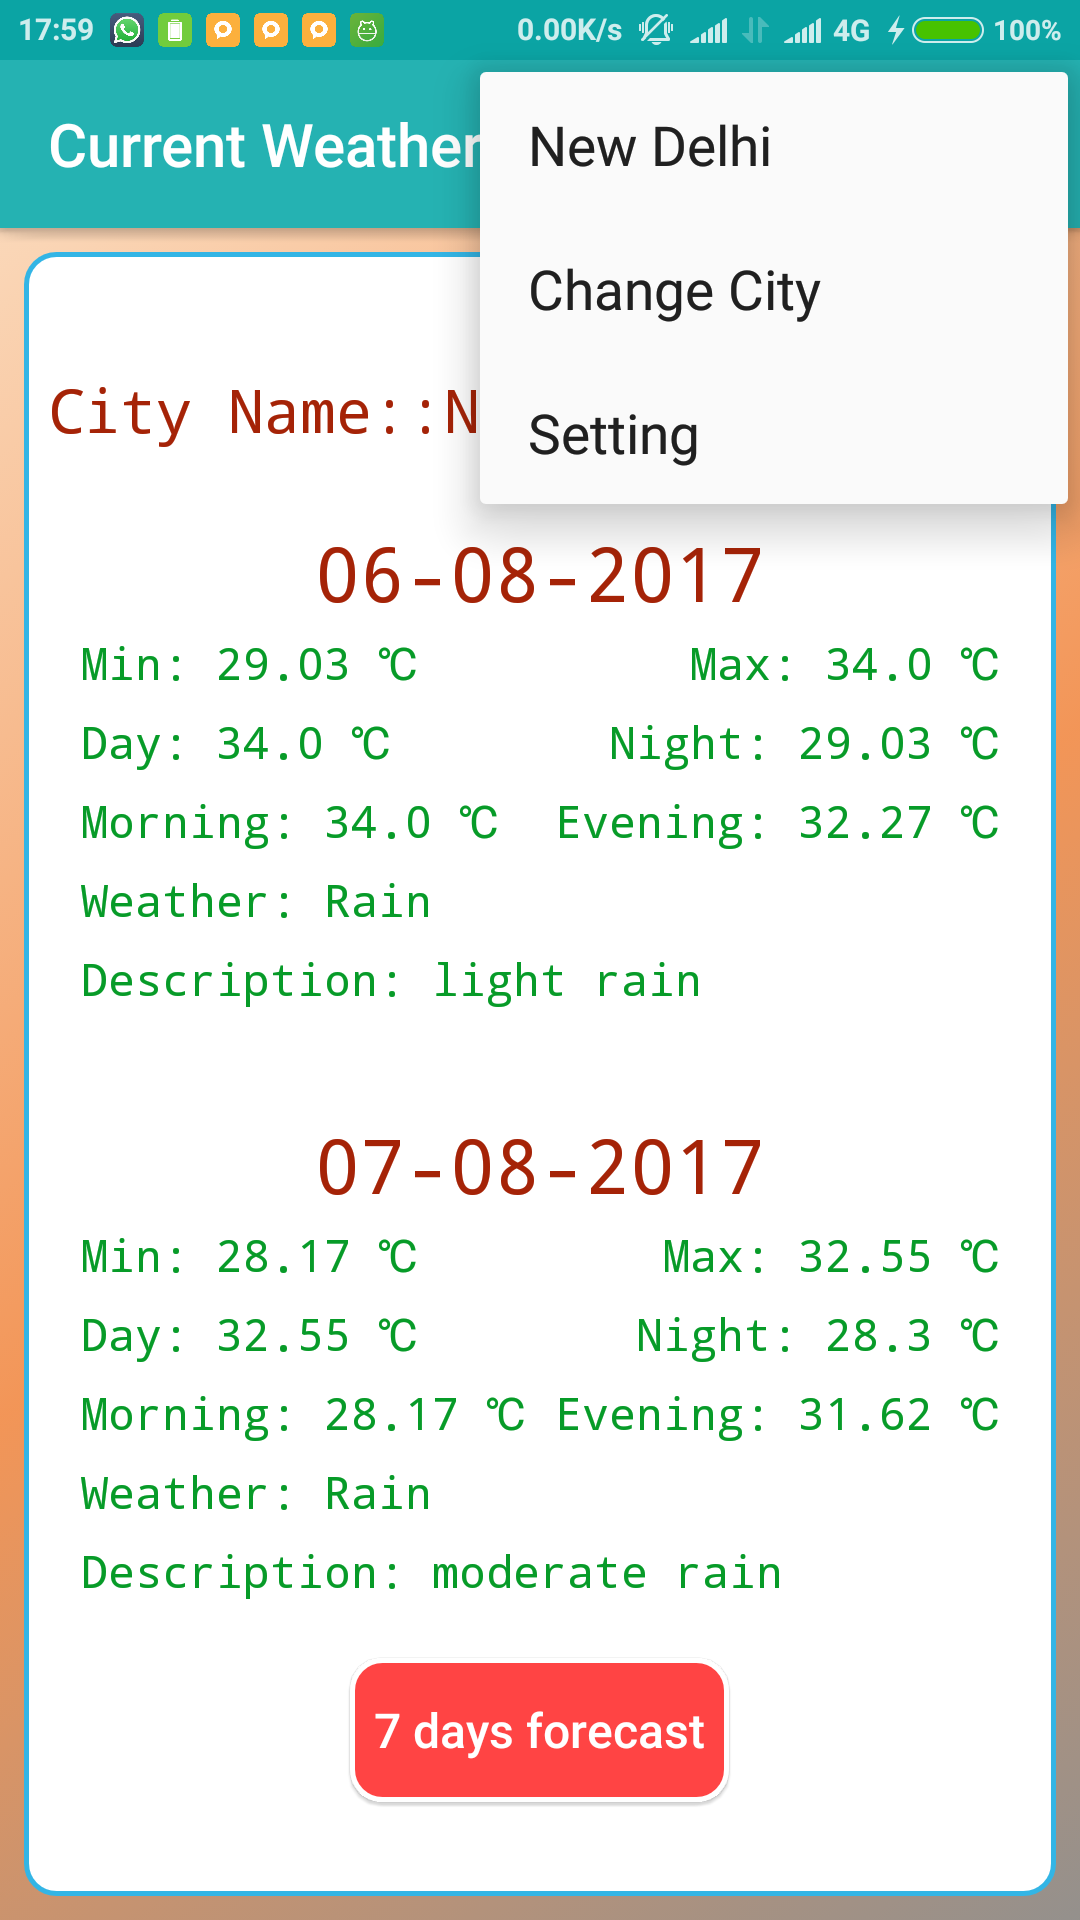 17:59 0.00K/s 4G 100%
Current Weather
New Delhi
Change City
Setting
City Name::N
06-08-2017
Min: 29.03 ℃ Max: 34.0 ℃
Day: 34.0 ℃ Night: 29.03 ℃
Morning: 34.0 ℃ Evening: 32.27 ℃
Weather: Rain
Description: light rain
07-08-2017
Min: 28.17 ℃ Max: 32.55 ℃
Day: 32.55 ℃ Night: 28.3 ℃
Morning: 28.17 ℃ Evening: 31.62 ℃
Weather: Rain
Description: moderate rain
7 days forecast